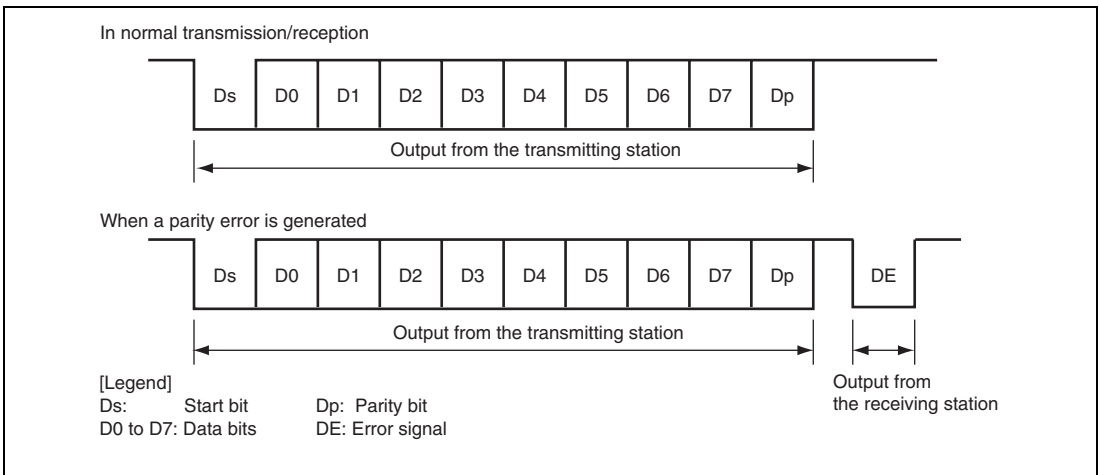 In normal transmission/reception
Ds D0 D1 D2 D3 D4 D5 D6 D7 Dp
Output from the transmitting station
When a parity error is generated
Ds D0 D1 D2 D3 D4 D5 D6 D7 Dp DE
Output from the transmitting station
Output from
the receiving station
[Legend]
Ds: Start bit Dp: Parity bit
D0 to D7: Data bits DE: Error signal